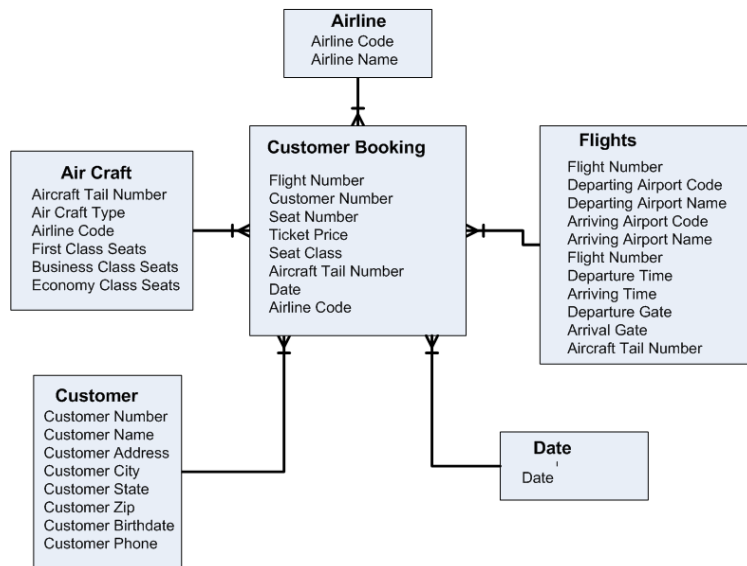 Airline
Airline Code
Airline Name
Air Craft
Aircraft Tail Number
Air Craft Type
Airline Code
First Class Seats
Business Class Seats
Economy Class Seats
Customer Booking
Flight Number
Customer Number
Seat Number
Ticket Price
Seat Class
Aircraft Tail Number
Date
Airline Code
Flights
Flight Number
Departing Airport Code
Departing Airport Name
Arriving Airport Code
Arriving Airport Name
Flight Number
Departure Time
Arriving Time
Departure Gate
Arrival Gate
Aircraft Tail Number
Customer
Customer Number
Customer Name
Customer Address
Customer City
Customer State
Customer Zip
Customer Birthdate
Customer Phone
Date
Date